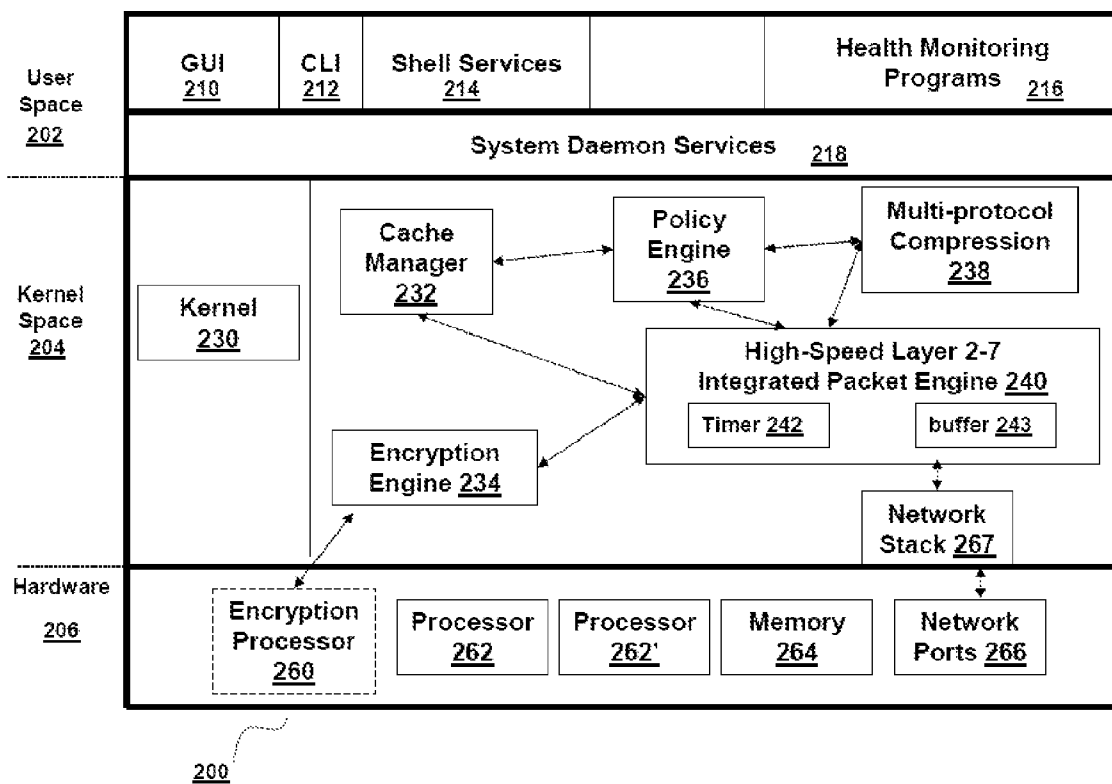 User
Space
202
GUI
210
CLI
212
Shell Services
214
Health Monitoring
Programs
216
System Daemon Services 218
Kernel
Space
204
Kernel
230
Cache
Manager
232
Policy
Engine
236
Multi-protocol
Compression
238
High-Speed Layer 2-7
Integrated Packet Engine 240
Timer 242
buffer 243
Encryption
Engine 234
Network
Stack 267
Hardware
206
Encryption
Processor
260
Processor
262
Processor
262'
Memory
264
Network
Ports 266
200